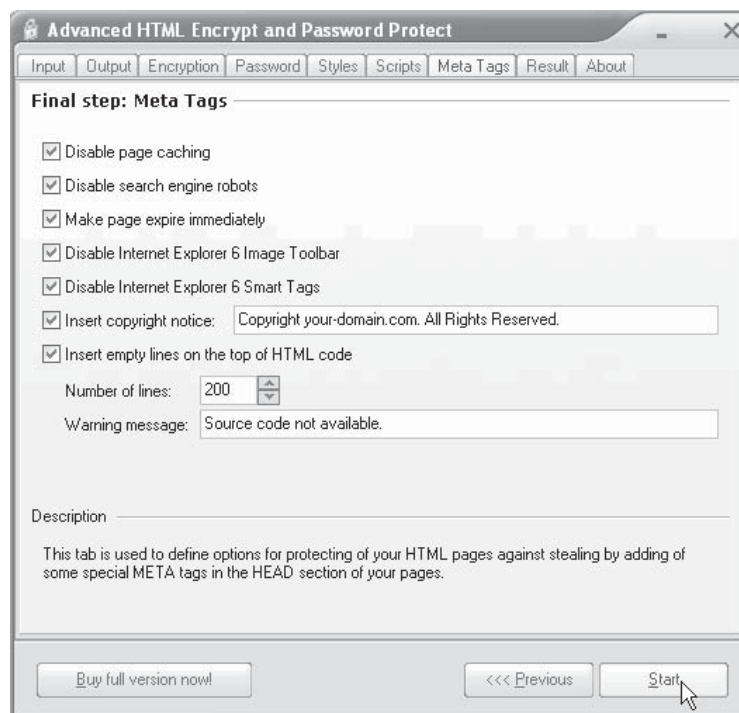 Advanced HTML Encrypt and Password Protect
Input Output Encryption Password Styles Scripts Meta Tags Result About
Final step: Meta Tags
Disable page caching
Disable search engine robots
Make page expire immediately
Disable Internet Explorer 6 Image Toolbar
Disable Internet Explorer 6 Smart Tags
Insert copyright notice: Copyright your-domain.com. All Rights Reserved.
Insert empty lines on the top of HTML code
Number of lines: 200
Warning message: Source code not available.
Description
This tab is used to define options for protecting of your HTML pages against stealing by adding of
some special META tags in the HEAD section of your pages.
Buy full version now! <<< Previous Start